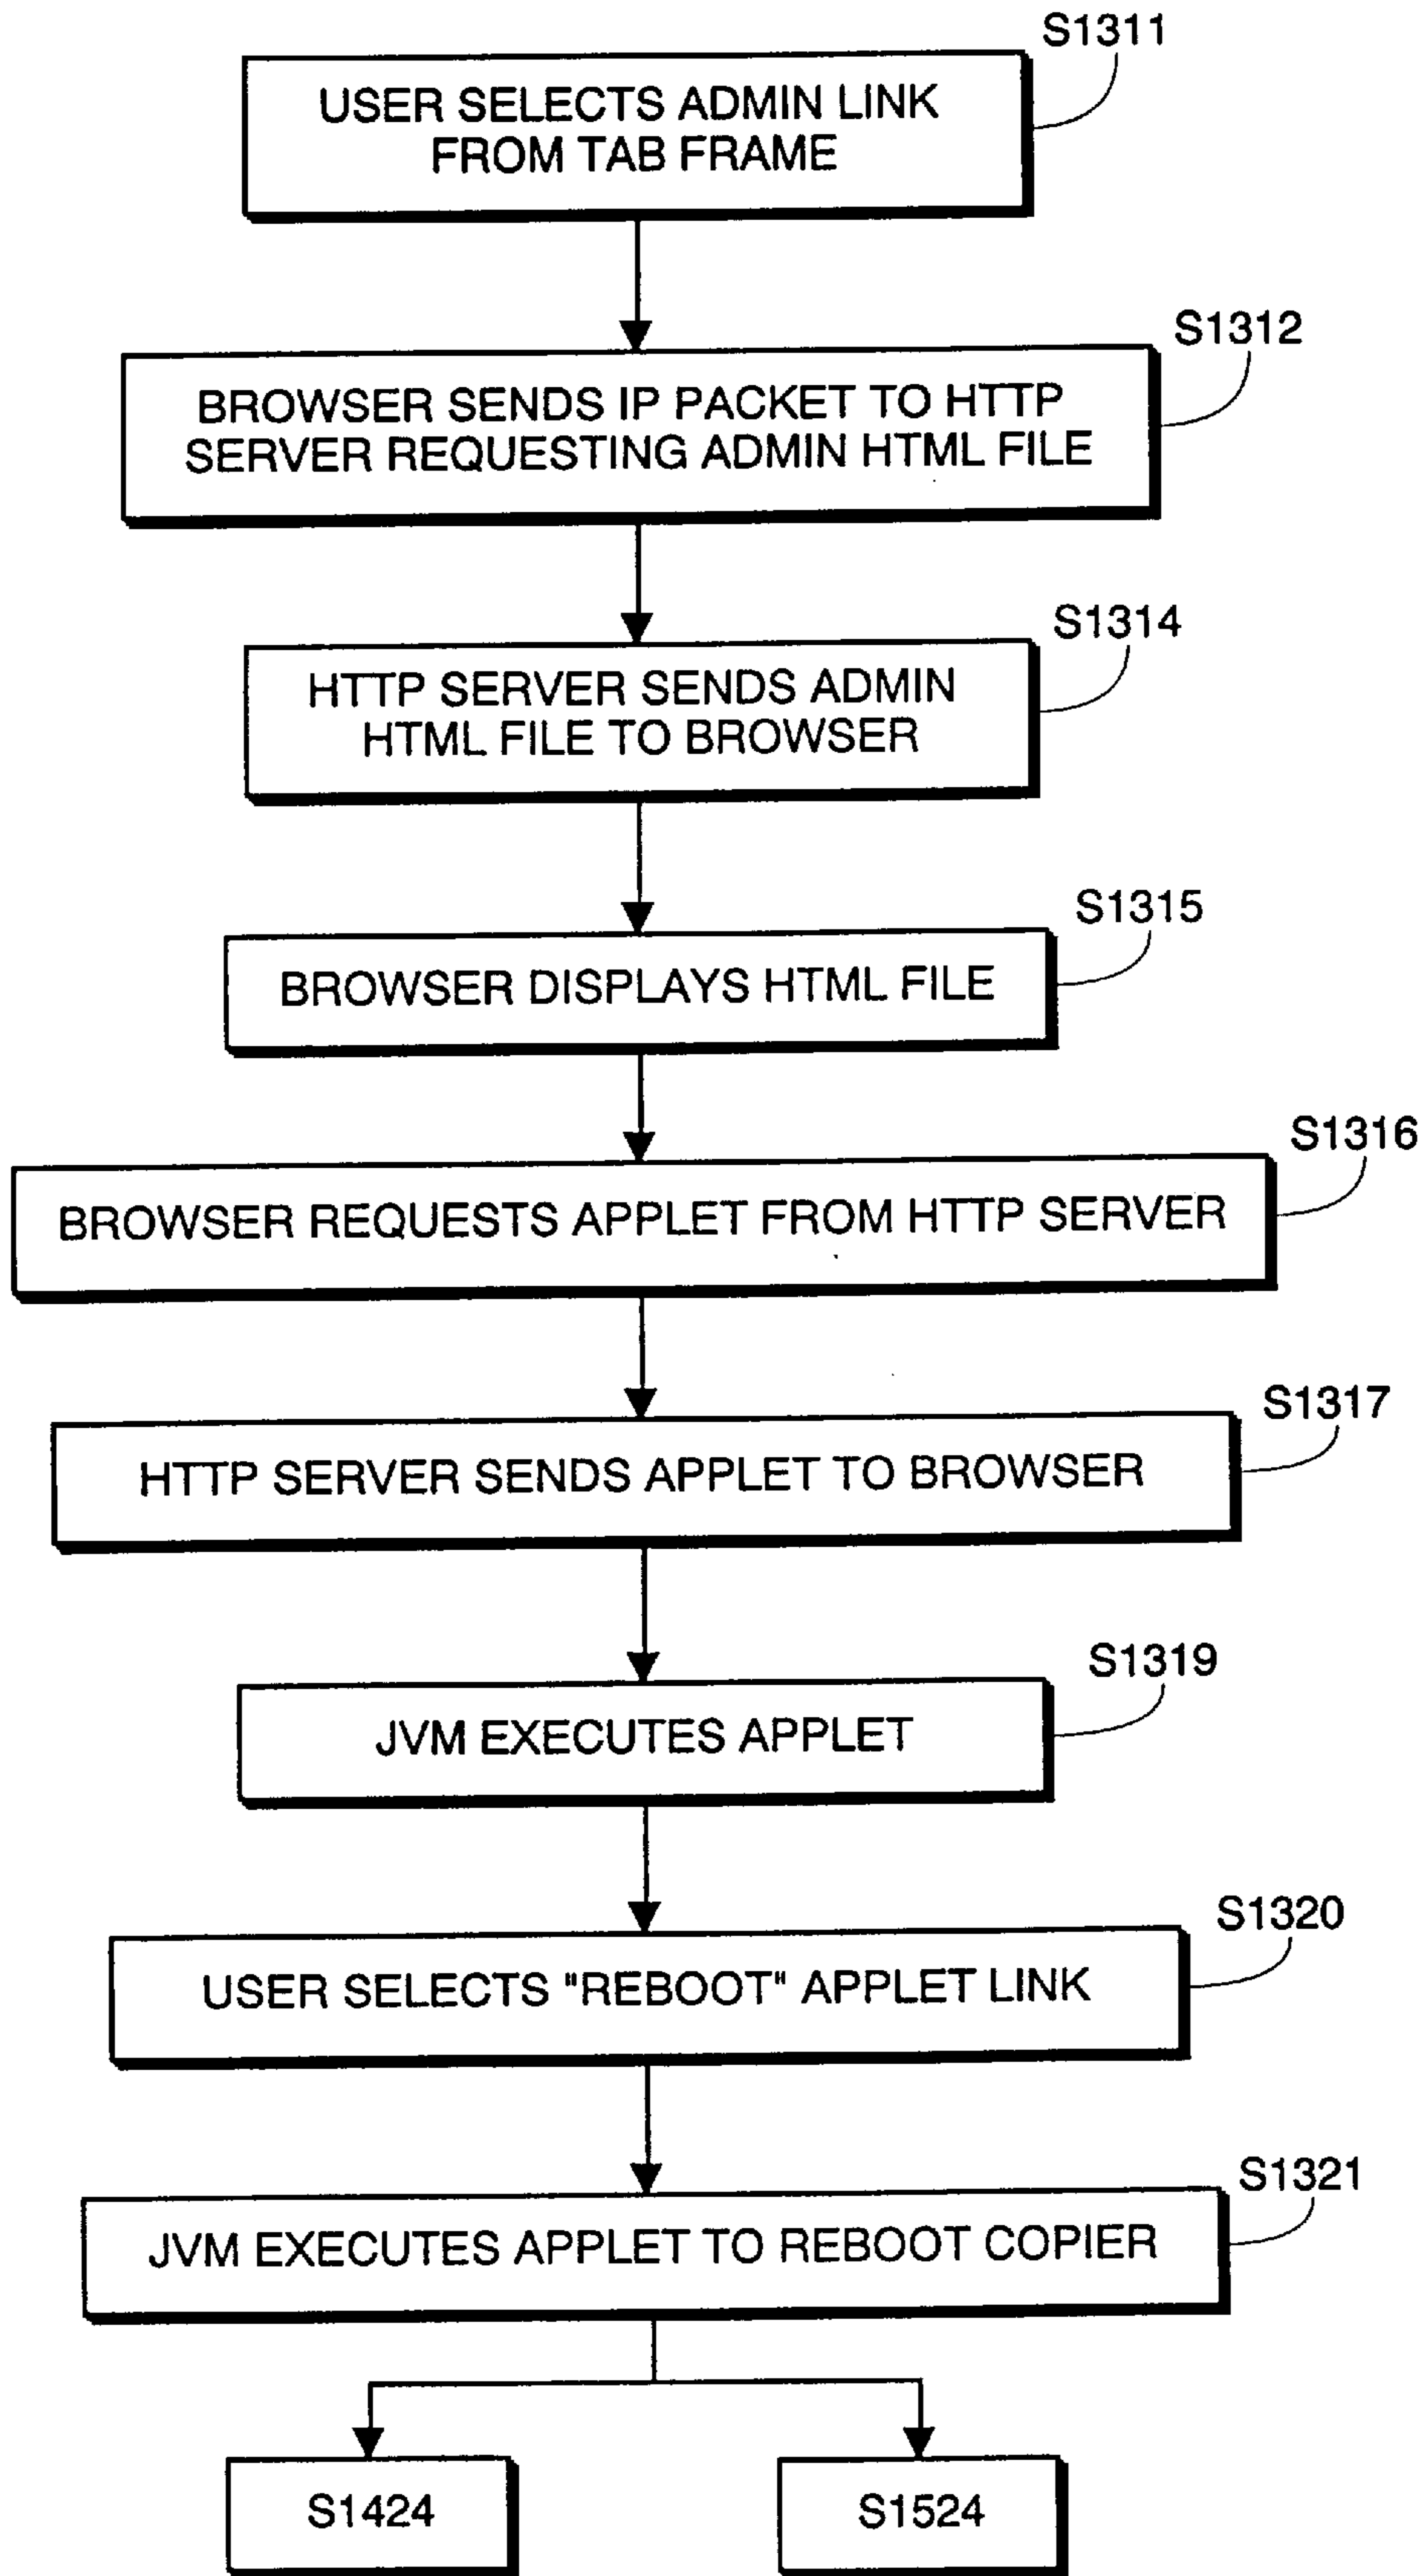 S1311
USER SELECTS ADMIN LINK
FROM TAB FRAME
S1312
BROWSER SENDS IP PACKET TO HTTP
SERVER REQUESTING ADMIN HTML FILE
S1314
HTTP SERVER SENDS ADMIN
HTML FILE TO BROWSER
S1315
BROWSER DISPLAYS HTML FILE
S1316
BROWSER REQUESTS APPLET FROM HTTP SERVER
S1317
HTTP SERVER SENDS APPLET TO BROWSER
S1319
JVM EXECUTES APPLET
S1320
USER SELECTS "REBOOT" APPLET LINK
S1321
JVM EXECUTES APPLET TO REBOOT COPIER
S1424
S1524